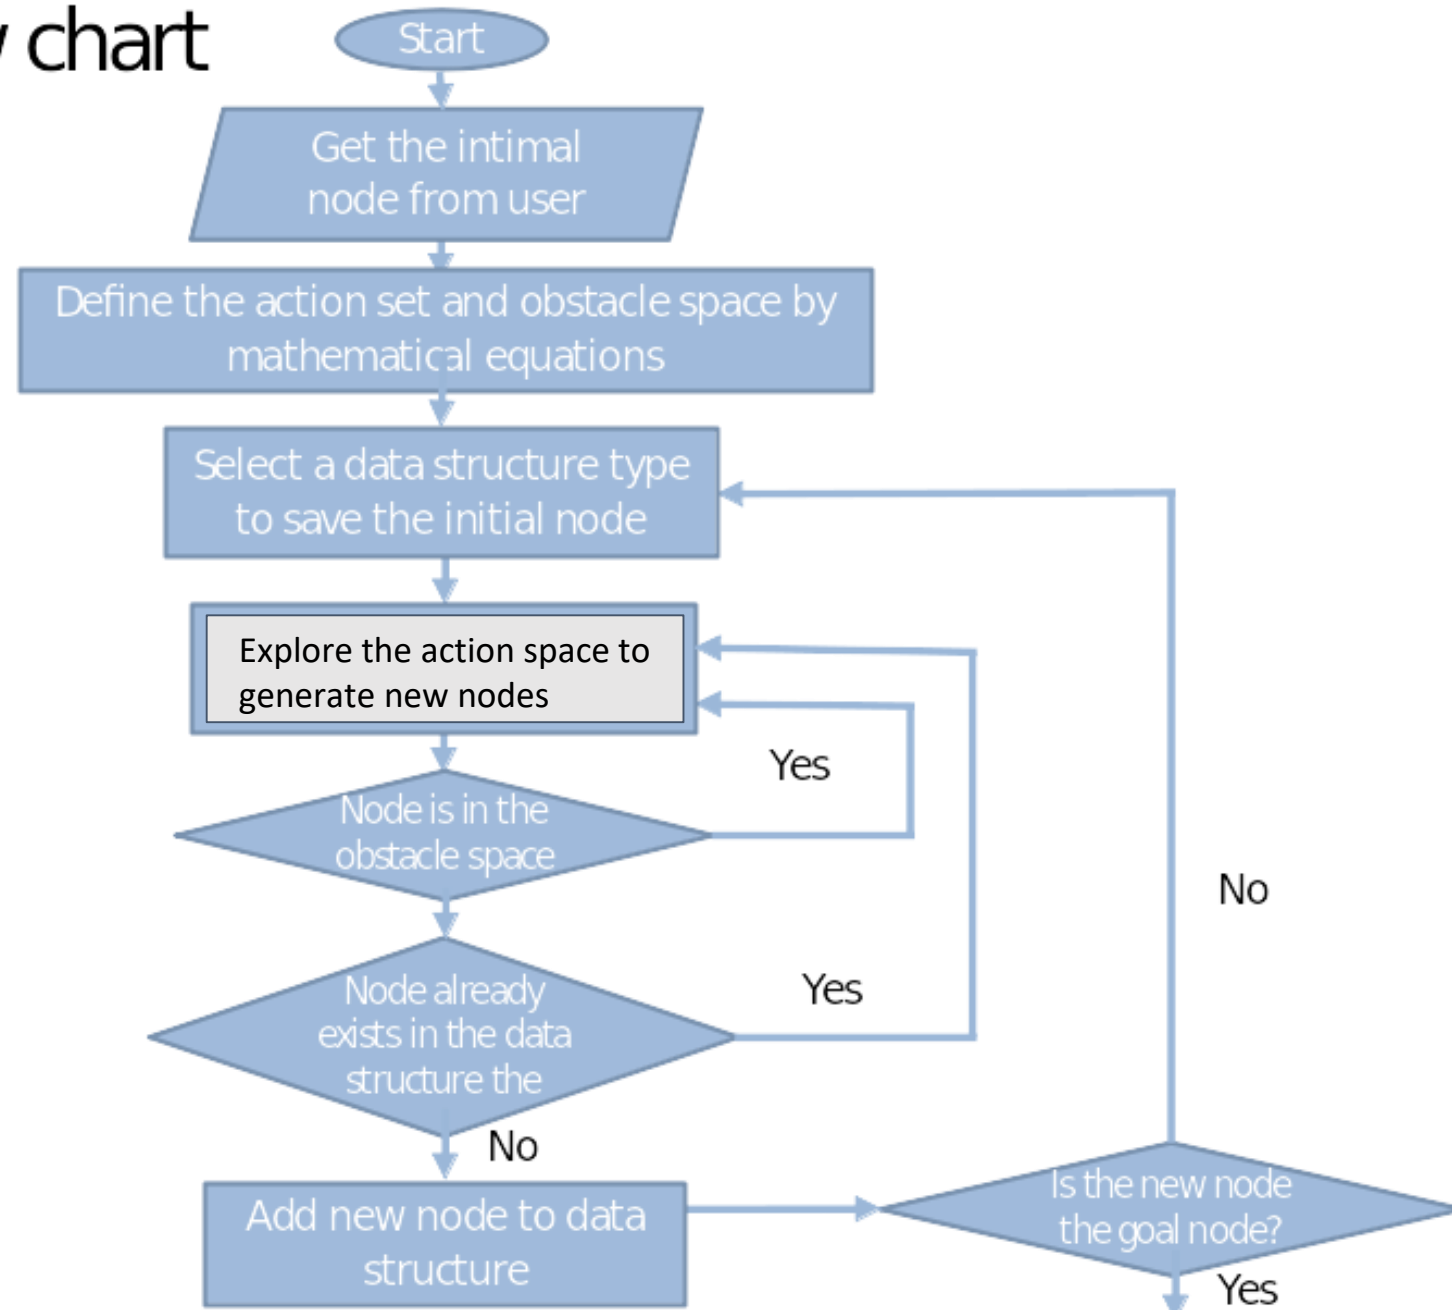 chart
Start
Get the intimal
node from user
Define the action set and obstacle space by
mathematical equations
Select a data structure type
to save the initial node
Explore the action space to
generate new nodes
Yes
Node is in the
obstacle space
No
Yes
Node already
exists in the data
structure the
No
Is the new node
the goal node?
Add new node to data
structure
Yes